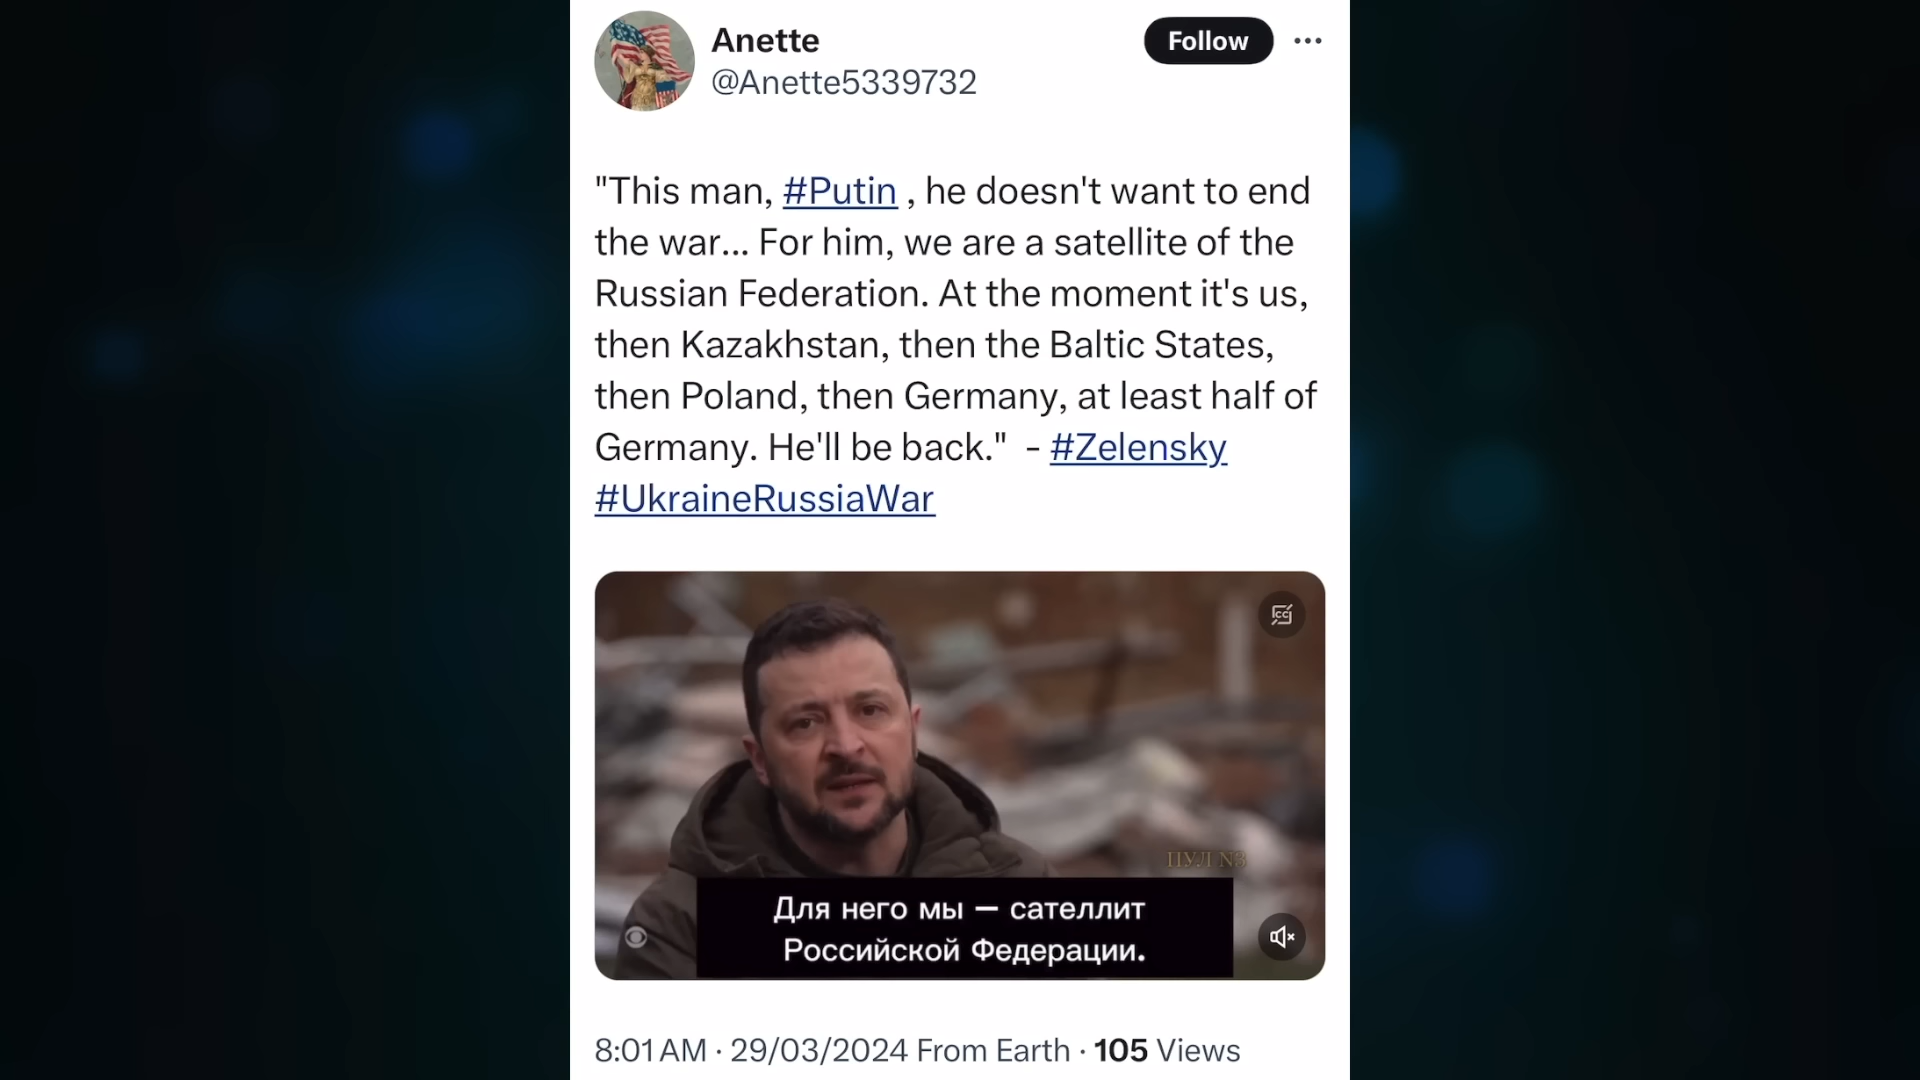 Anette
Follow
@Anette5339732
"This man, #Putin , he doesn't want to end
the war... For him, we are a satellite of the
Russian Federation. At the moment it's us,
then Kazakhstan, then the Baltic States,
then Poland, then Germany, at least half of
Germany. He'll be back." - #Zelensky
#UkraineRussiaWar
CC
ПУЛ N3
Для него мы — сателлит
Российской Федерации.
8:01 AM · 29/03/2024 From Earth · 105 Views